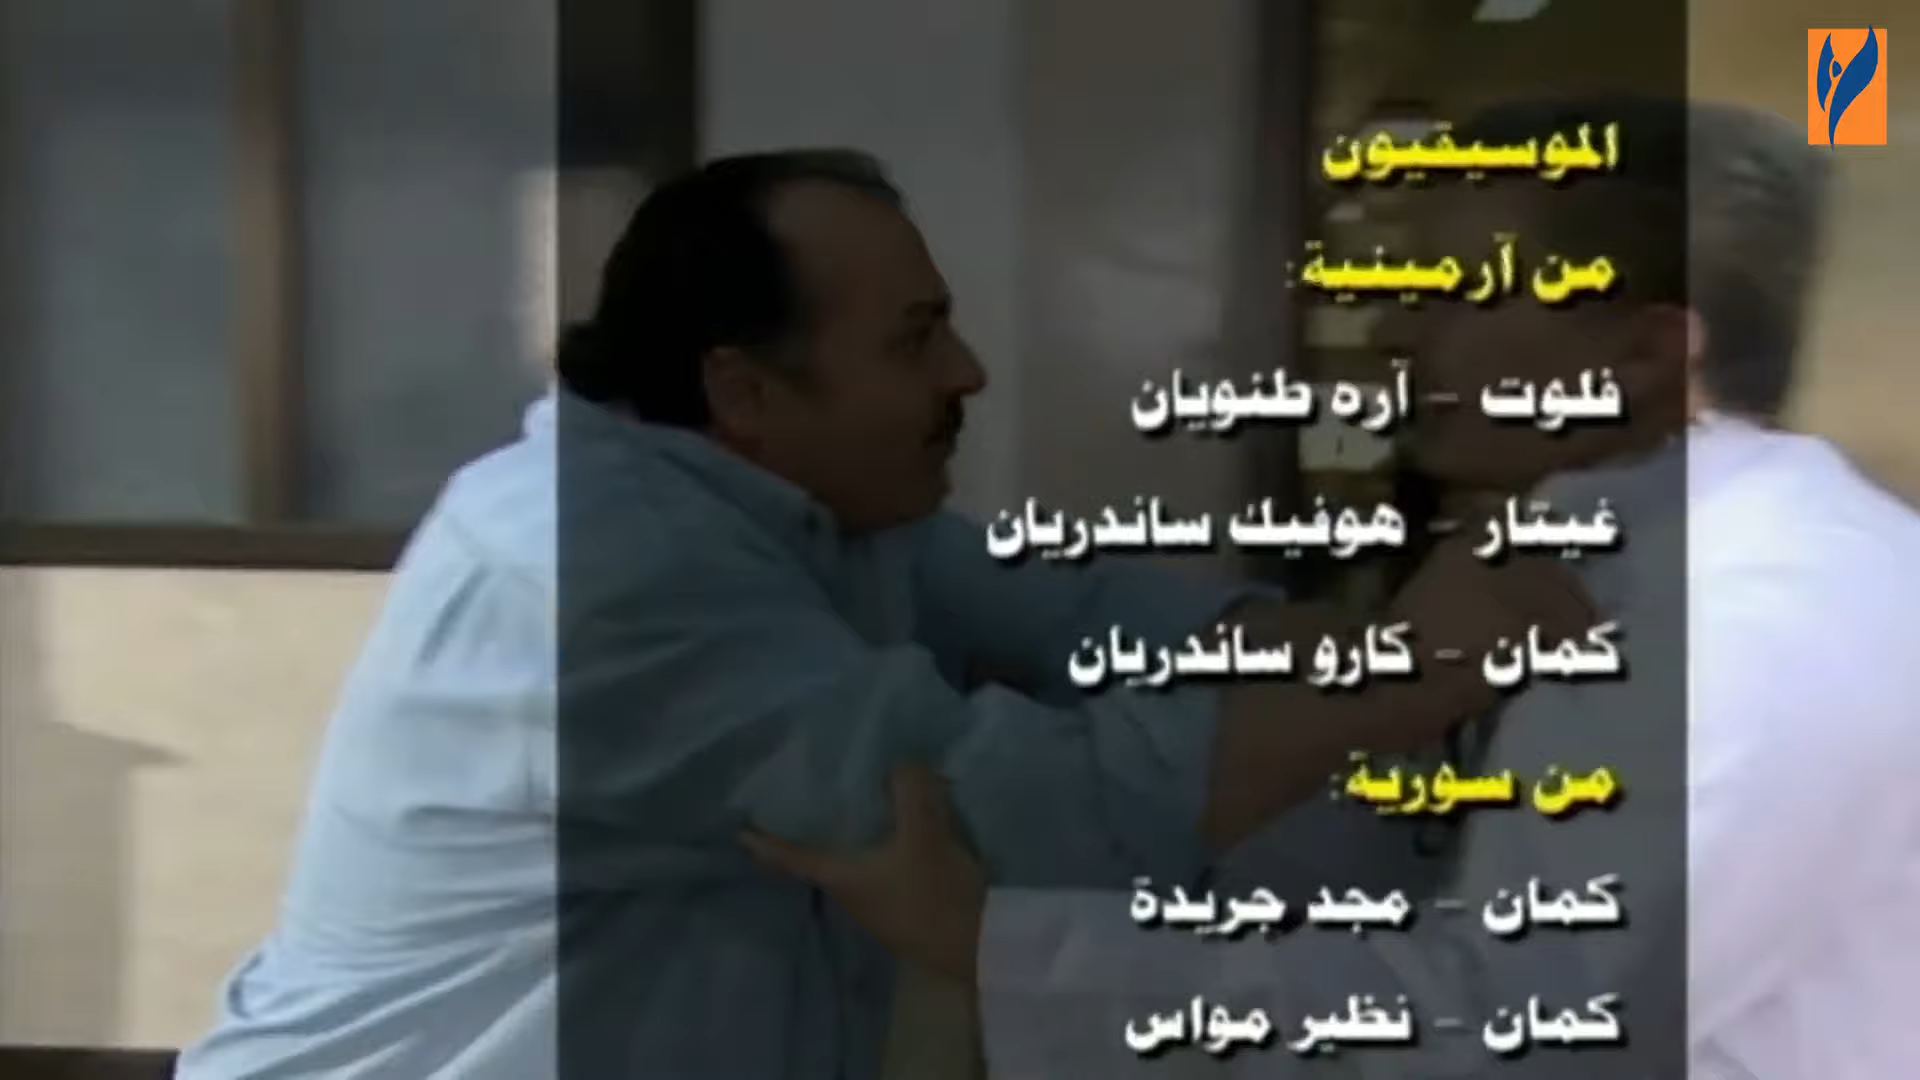 الموسيقيون
من آرمينية:
فلوت - آره طنويان
غيتار - هوفيك ساندريان
كمان - كارو ساندريان
من سورية:
كمان - مجد جريدة
كمان - نظير مواس